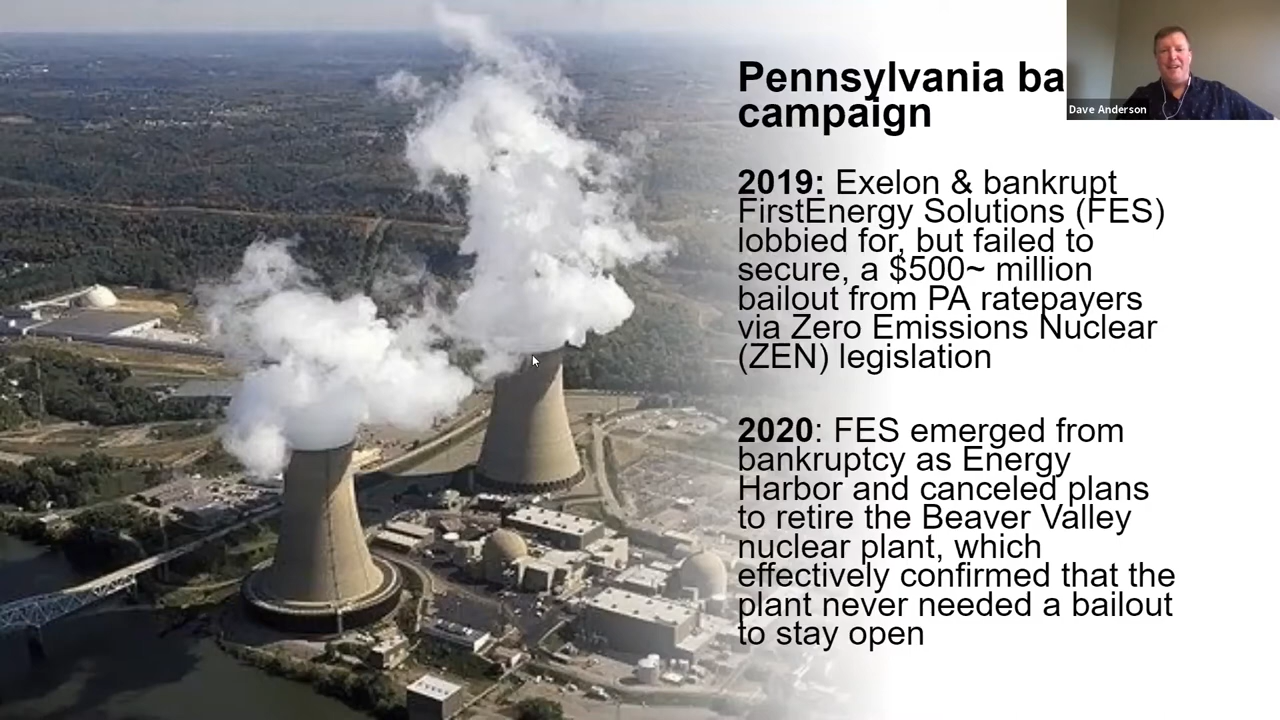 Pennsylvania ba
campaign
Dave Anderson
2019: Exelon & bankrupt
FirstEnergy Solutions (FES)
lobbied for, but failed to
secure, a $500~ million
bailout from PA ratepayers
via Zero Emissions Nuclear
(ZEN) legislation
2020: FES emerged from
bankruptcy as Energy
Harbor and canceled plans
to retire the Beaver Valley
nuclear plant, which
effectively confirmed that the
plant never needed a bailout
to stay open